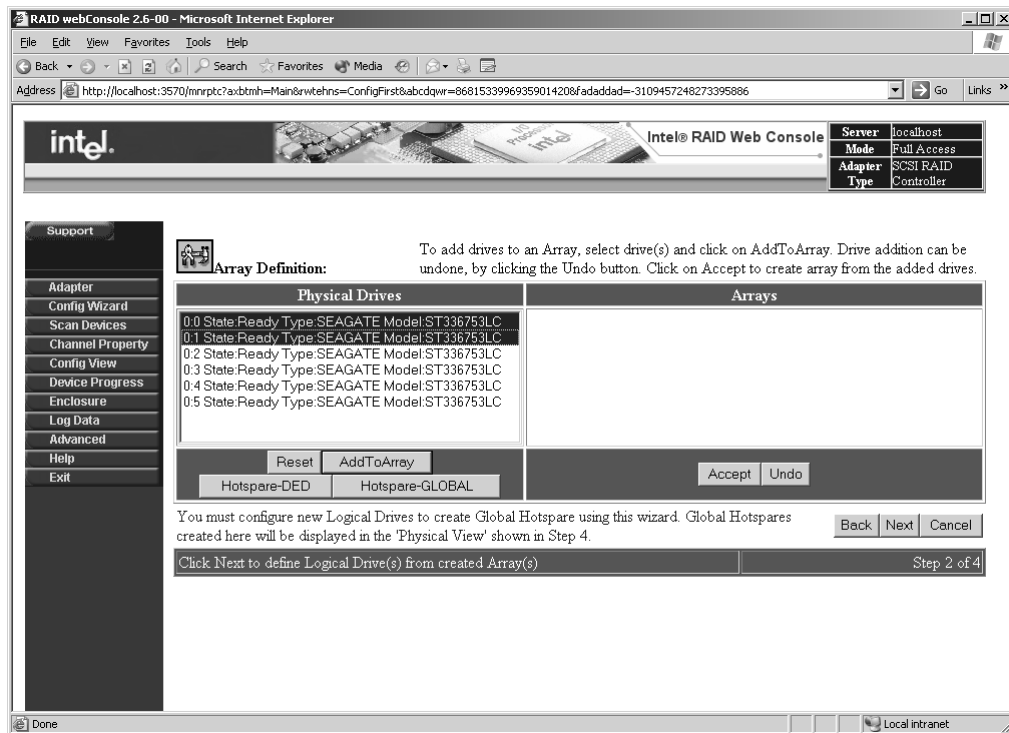 RAID webConsole 2.6-00 - Microsoft Internet Explorer
File Edit View Favorites Tools Help
Back Search Favorites Media
Address http://localhost:3570/mnrptc?axbtmh=Main&rwtehns=ConfigFirst&abcdqwr=8681533996935901420&fadaddad=-3109457248273395886 Go Links »
intel.
I/O
Processor
intel
Intel® RAID Web Console
Server localhost
Mode Full Access
Adapter Type SCSI RAID Controller
Support
Adapter
Config Wizard
Scan Devices
Channel Property
Config View
Device Progress
Enclosure
Log Data
Advanced
Help
Exit
Array Definition:
To add drives to an Array, select drive(s) and click on AddToArray. Drive addition can be
undone, by clicking the Undo button. Click on Accept to create array from the added drives.
Physical Drives
0:0 State:Ready Type:SEAGATE Model:ST336753LC
0:1 State:Ready Type:SEAGATE Model:ST336753LC
0:2 State:Ready Type:SEAGATE Model:ST336753LC
0:3 State:Ready Type:SEAGATE Model:ST336753LC
0:4 State:Ready Type:SEAGATE Model:ST336753LC
0:5 State:Ready Type:SEAGATE Model:ST336753LC
Reset AddToArray
Hotspare-DED Hotspare-GLOBAL
Arrays
Accept Undo
You must configure new Logical Drives to create Global Hotspare using this wizard. Global Hotspares
created here will be displayed in the 'Physical View' shown in Step 4.
Back Next Cancel
Click Next to define Logical Drive(s) from created Array(s) Step 2 of 4
Done Local intranet